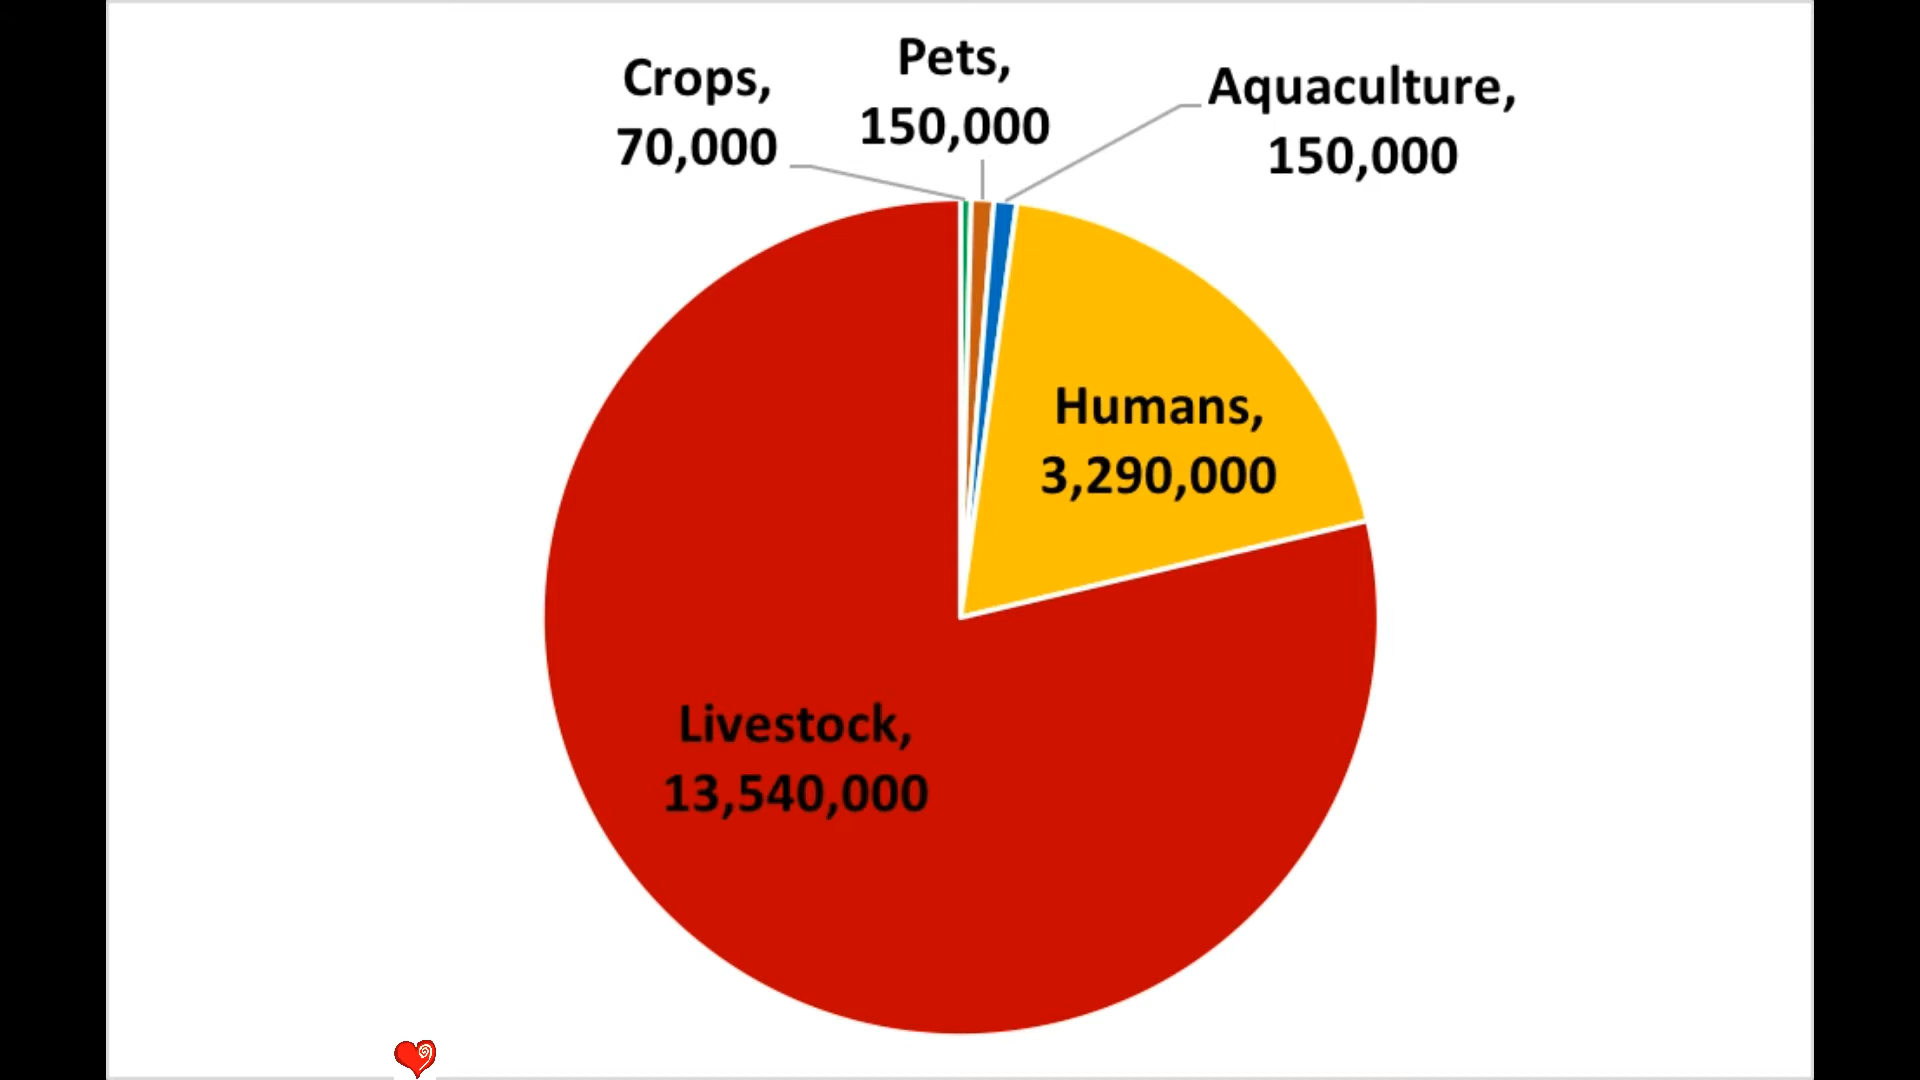 Crops,
70,000
Pets,
150,000
Aquaculture,
150,000
Humans,
3,290,000
Livestock,
13,540,000